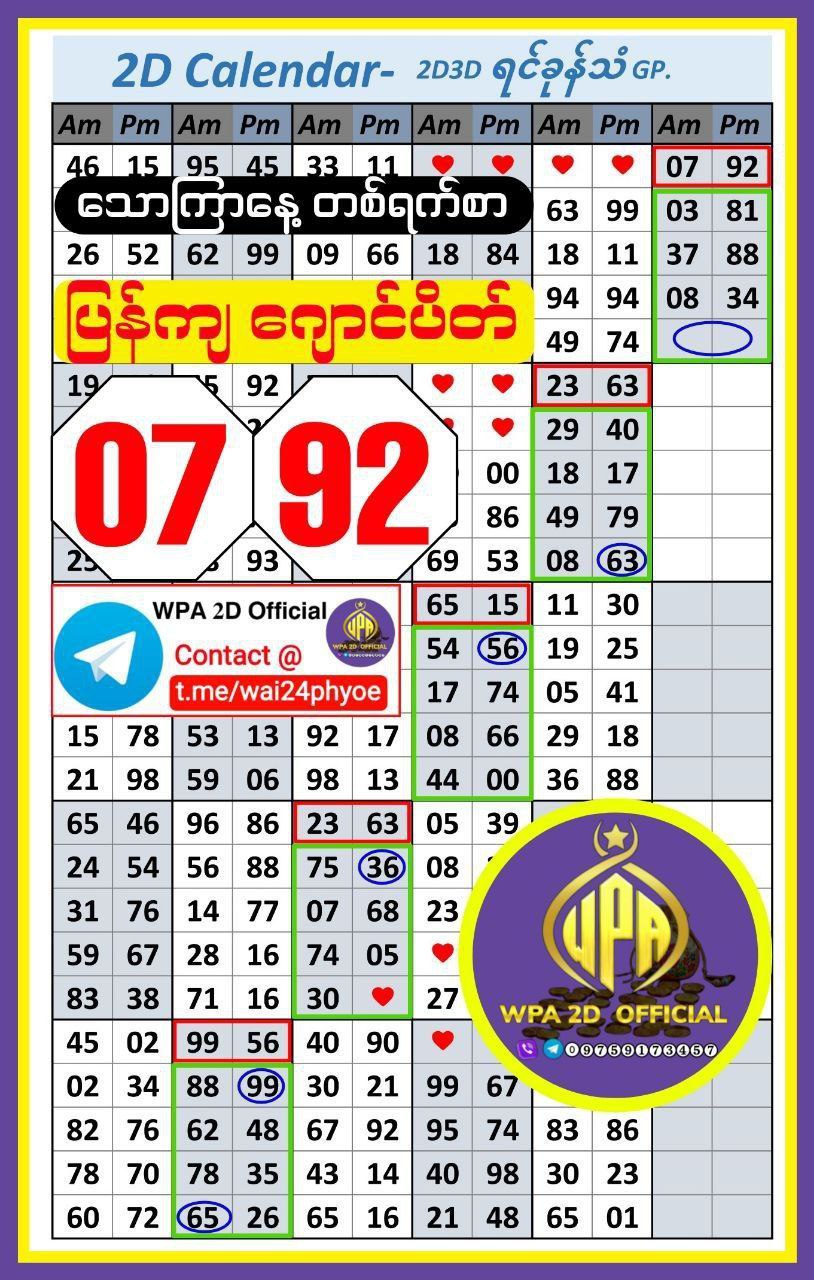 2D Calendar- 2D3D ရင်ခုန်သံ GP.
Am Pm Am Pm Am Pm Am Pm Am Pm Am Pm
46 15 95 45 33 11 ♥ ♥ ♥ ♥ 07 92
သောကြာနေ့ တစ်ရက်စာ 63 99 03 81
26 52 62 99 09 66 18 84 18 11 37 88
ပြန်ကျ ဂျောင်ပိတ် 94 94 08 34
49 74
19 92 ♥ ♥ 23 63
♥ 29 40
07 92 00 18 17
86 49 79
25 93 69 53 08 63
65 15 11 30
WPA 2D Official
WPA 2D OFFICIAL
54 56 19 25
Contact @
t.me/wai24phyoe
17 74 05 41
15 78 53 13 92 17 08 66 29 18
21 98 59 06 98 13 44 00 36 88
65 46 96 86 23 63 05 39
24 54 56 88 75 36 08
31 76 14 77 07 68 23
59 67 28 16 74 05 ♥
83 38 71 16 30 ♥ 27
WPA
WPA 2D OFFICIAL
09759173457
45 02 99 56 40 90 ♥
02 34 88 99 30 21 99 67
82 76 62 48 67 92 95 74 83 86
78 70 78 35 43 14 40 98 30 23
60 72 65 26 65 16 21 48 65 01